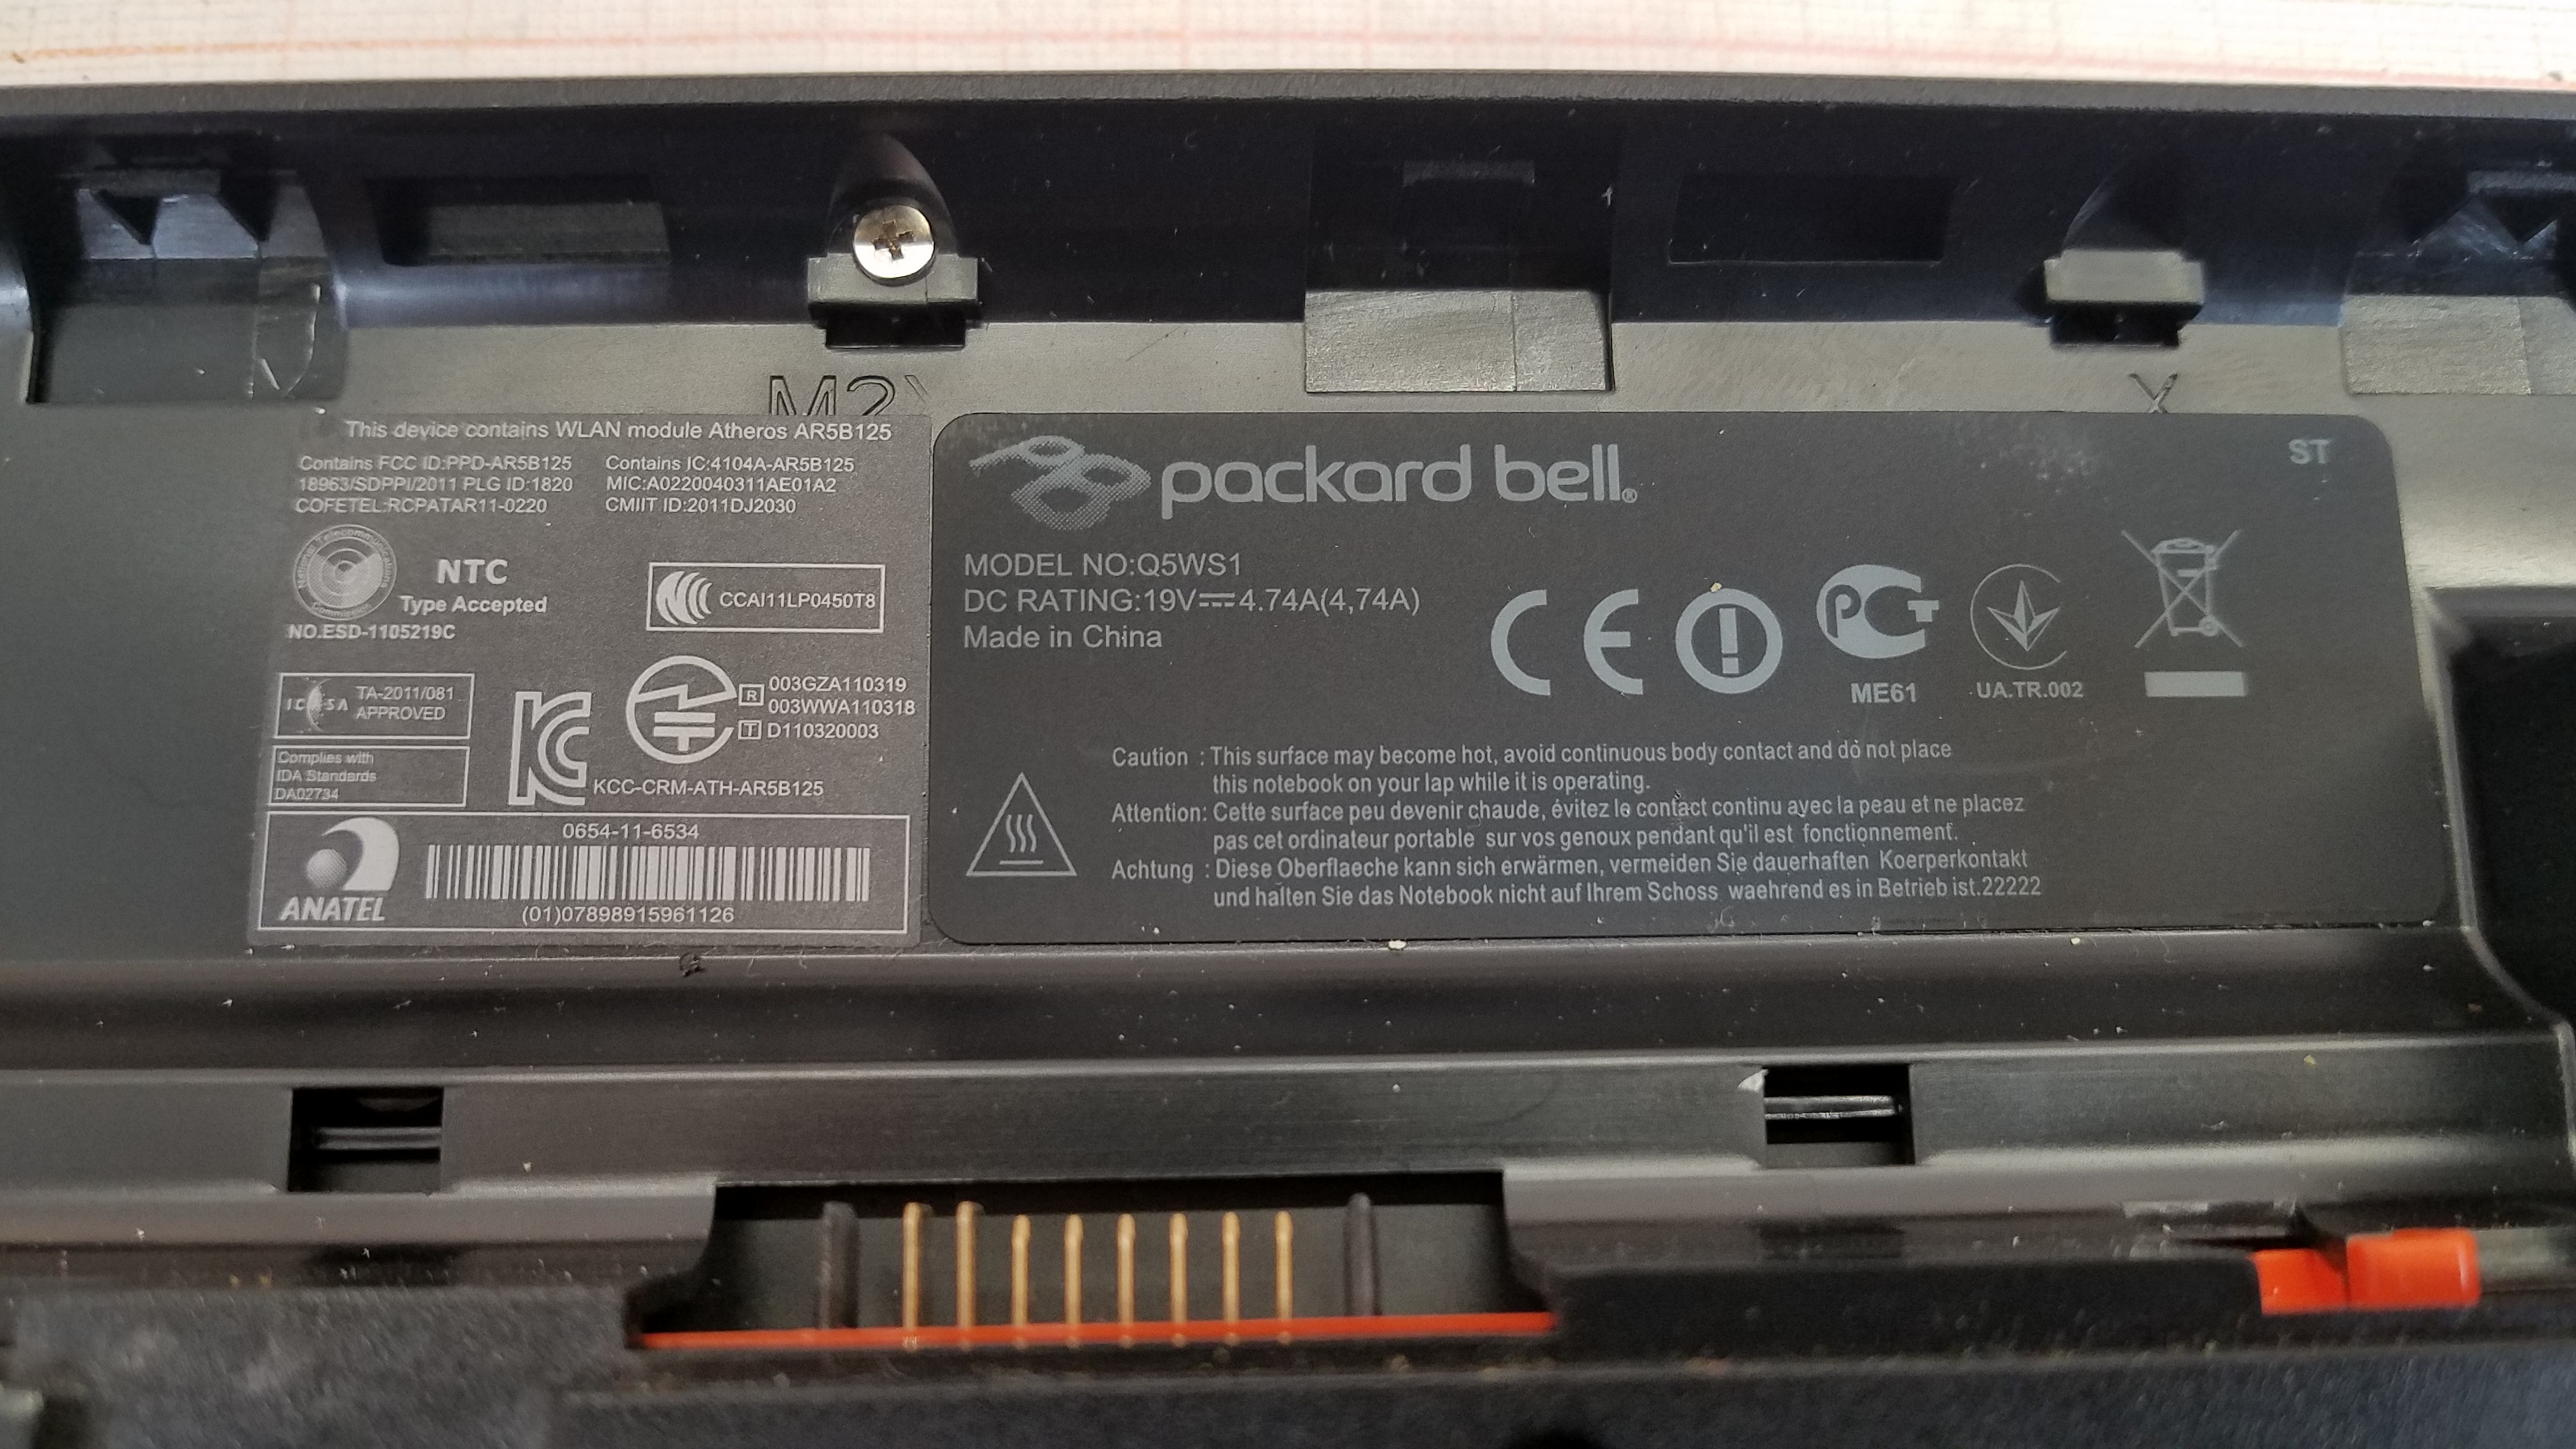 M2
X
This device contains WLAN module Atheros AR5B125
Contains FCC ID:PPD-AR5B125
18963/SDPPI/2011 PLG ID:1820
COFETEL:RCPATAR11-0220
Contains IC:4104A-AR5B125
MIC:A0220040311AE01A2
CMIIT ID:2011DJ2030
National Telecommunications
Commission
NTC
Type Accepted
NO.ESD-1105219C
CCAI11LP0450T8
ICASA
TA-2011/081
APPROVED
R 003GZA110319
003WWA110318
T D110320003
Complies with
IDA Standards
DA02734
KCC-CRM-ATH-AR5B125
0654-11-6534
ANATEL
(01)07898915961126
packard bell®
ST
MODEL NO:Q5WS1
DC RATING:19V⎓4.74A(4,74A)
Made in China
CE
PCT
ME61
UA.TR.002
Caution : This surface may become hot, avoid continuous body contact and do not place
this notebook on your lap while it is operating.
Attention: Cette surface peu devenir chaude, évitez le contact continu avec la peau et ne placez
pas cet ordinateur portable sur vos genoux pendant qu'il est fonctionnement.
Achtung : Diese Oberflaeche kann sich erwärmen, vermeiden Sie dauerhaften Koerperkontakt
und halten Sie das Notebook nicht auf Ihrem Schoss waehrend es in Betrieb ist.22222